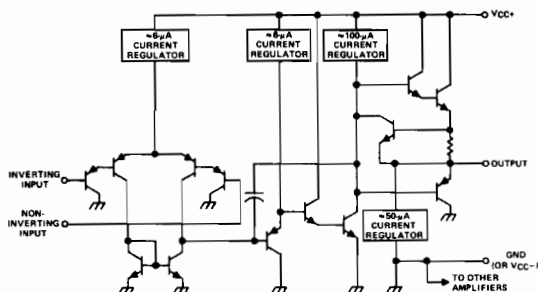 ≈6-μA
CURRENT
REGULATOR
≈6-μA
CURRENT
REGULATOR
≈100-μA
CURRENT
REGULATOR
VCC+
INVERTING
INPUT
NON-
INVERTING
INPUT
OUTPUT
≈50-μA
CURRENT
REGULATOR
GND
(OR VCC-)
TO OTHER
AMPLIFIERS